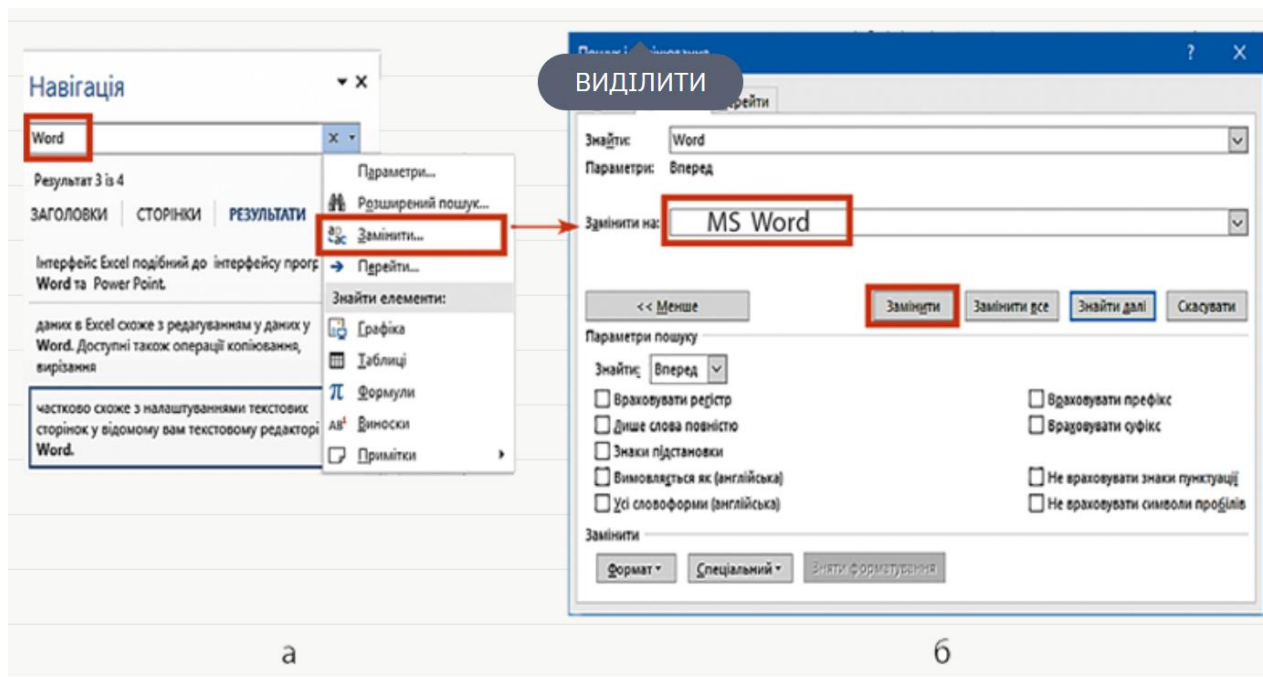 Навігація
Word
Результат 3 із 4
ЗАГОЛОВКИ СТОРІНКИ РЕЗУЛЬТАТИ
Інтерфейс Excel подібний до інтерфейсу прогр
Word та Power Point.
даних в Excel схоже з редагуванням у даних у
Word. Доступні також операції копіювання,
вирізання
частково схоже з налаштуваннями текстових
сторінок у відомому вам текстовому редакторі
Word.
Параметри...
Розширений пошук...
Замінити...
Перейти...
Знайти елементи:
Графіка
Таблиці
Формули
Виноски
Примітки
а
ВИДІЛИТИ
? X
рейти
Знайти: Word
Параметри: Вперед
Замінити на: MS Word
<< Менше Замінити Замінити все Знайти далі Скасувати
Параметри пошуку
Знайти: Вперед
Враховувати регістр Враховувати префікс
Лише слова повністю Враховувати суфікс
Знаки підстановки
Вимовляється як (англійська) Не враховувати знаки пунктуації
Усі словоформи (англійська) Не враховувати символи пробілів
Замінити
Формат Спеціальний Зняти форматування
б